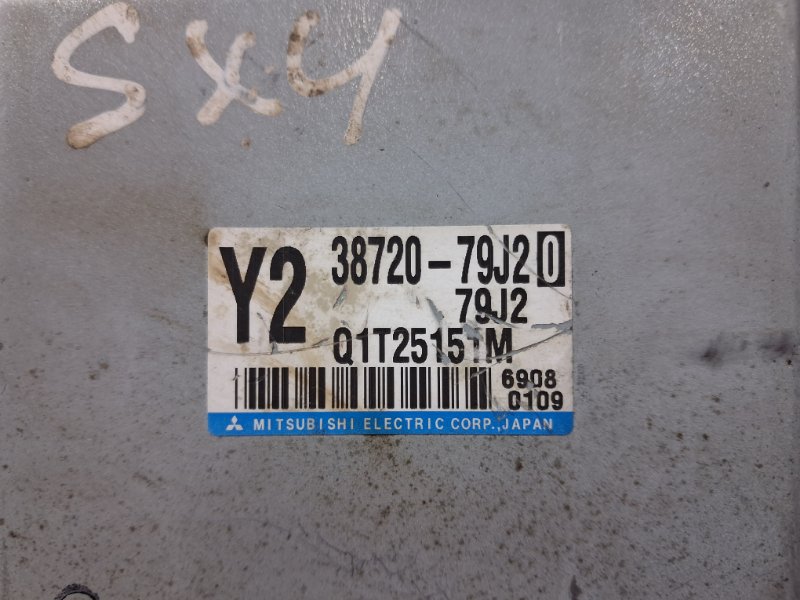 SX4
Y2 38720-79J20
79J2
Q1T25151M
6908
0109
MITSUBISHI ELECTRIC CORP., JAPAN